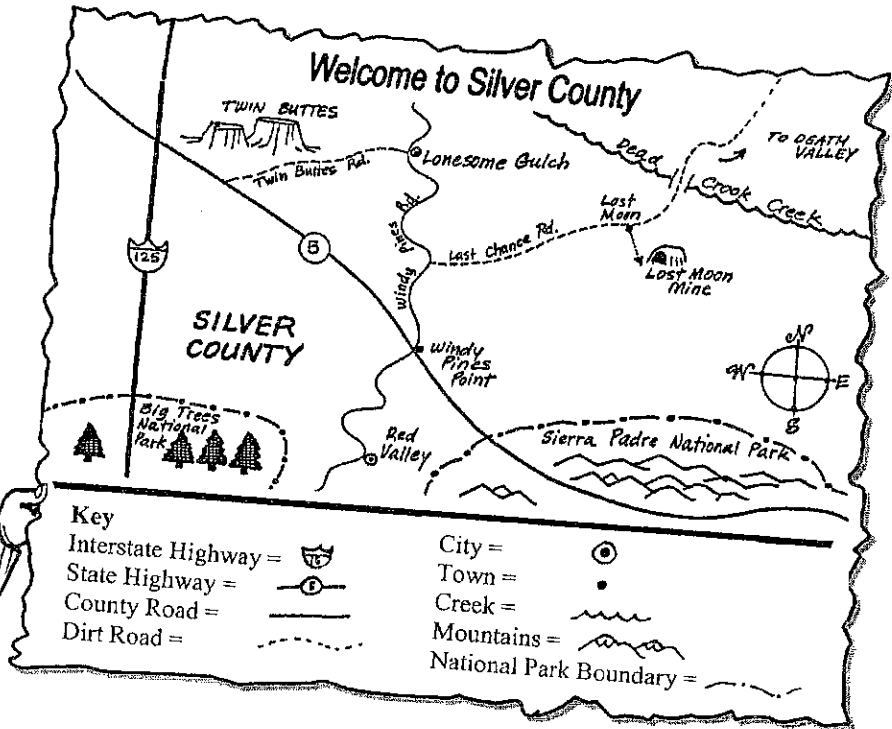 Welcome to Silver County
TWIN BUTTES
Twin Buttes Rd.
Lonesome Gulch
Dead
Crook Creek
TO DEATH
VALLEY
Windy Pines Rd.
Last Chance Rd.
Lost
Moon
Lost Moon
Mine
125
5
SILVER
COUNTY
Windy
Pines
Point
N
W
E
S
Big Trees
National
Park
Red
Valley
Sierra Padre National Park
Key
Interstate Highway = 15
State Highway = 5
County Road =
Dirt Road =
City =
Town =
Creek =
Mountains =
National Park Boundary =